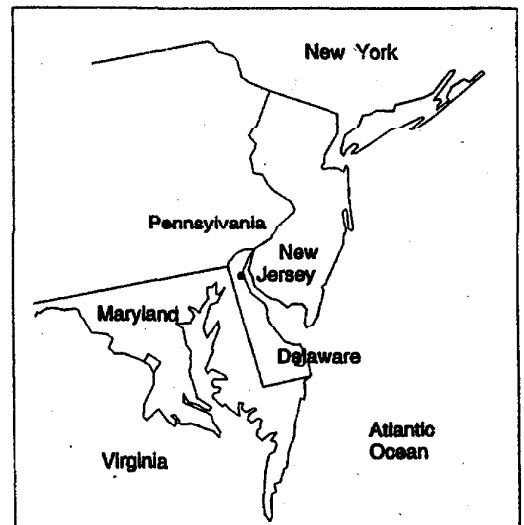 New York
Pennsylvania
New
Jersey
Maryland
Delaware
Atlantic
Ocean
Virginia